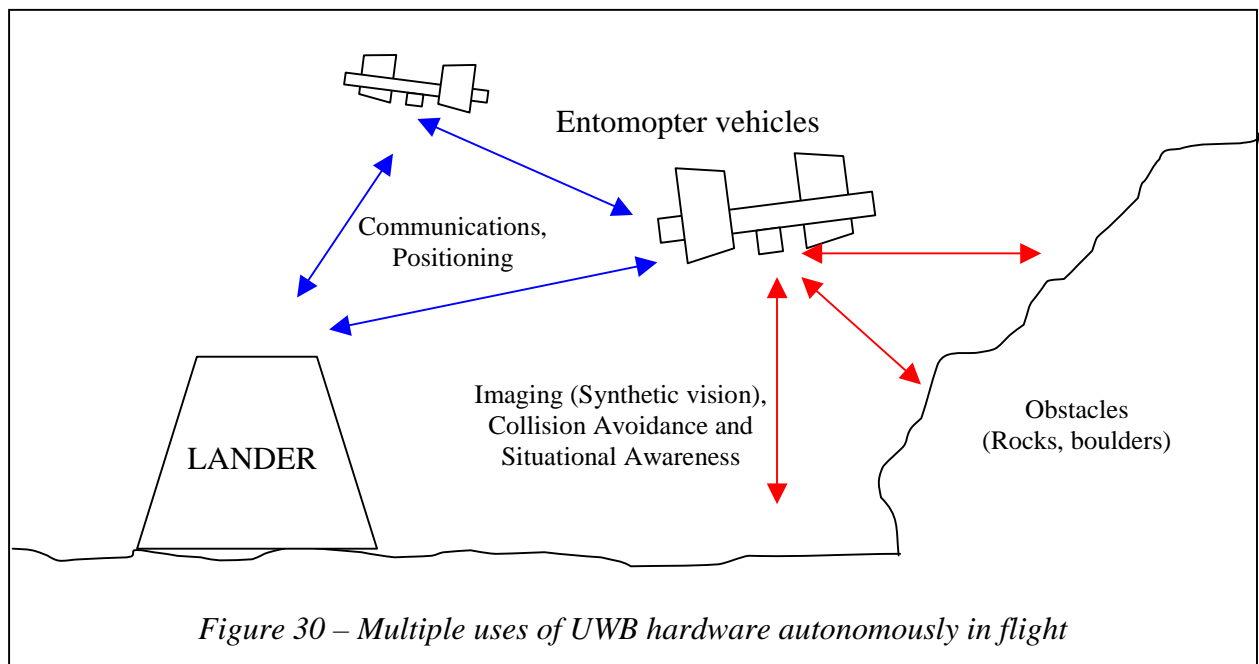 Entomopter vehicles
Communications,
Positioning
Imaging (Synthetic vision),
Collision Avoidance and
Situational Awareness
Obstacles
(Rocks, boulders)
LANDER
Figure 30 – Multiple uses of UWB hardware autonomously in flight